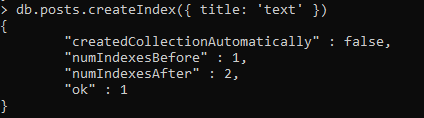 > db.posts.createIndex({ title: 'text' })
{
        "createdCollectionAutomatically" : false,
        "numIndexesBefore" : 1,
        "numIndexesAfter" : 2,
        "ok" : 1
}